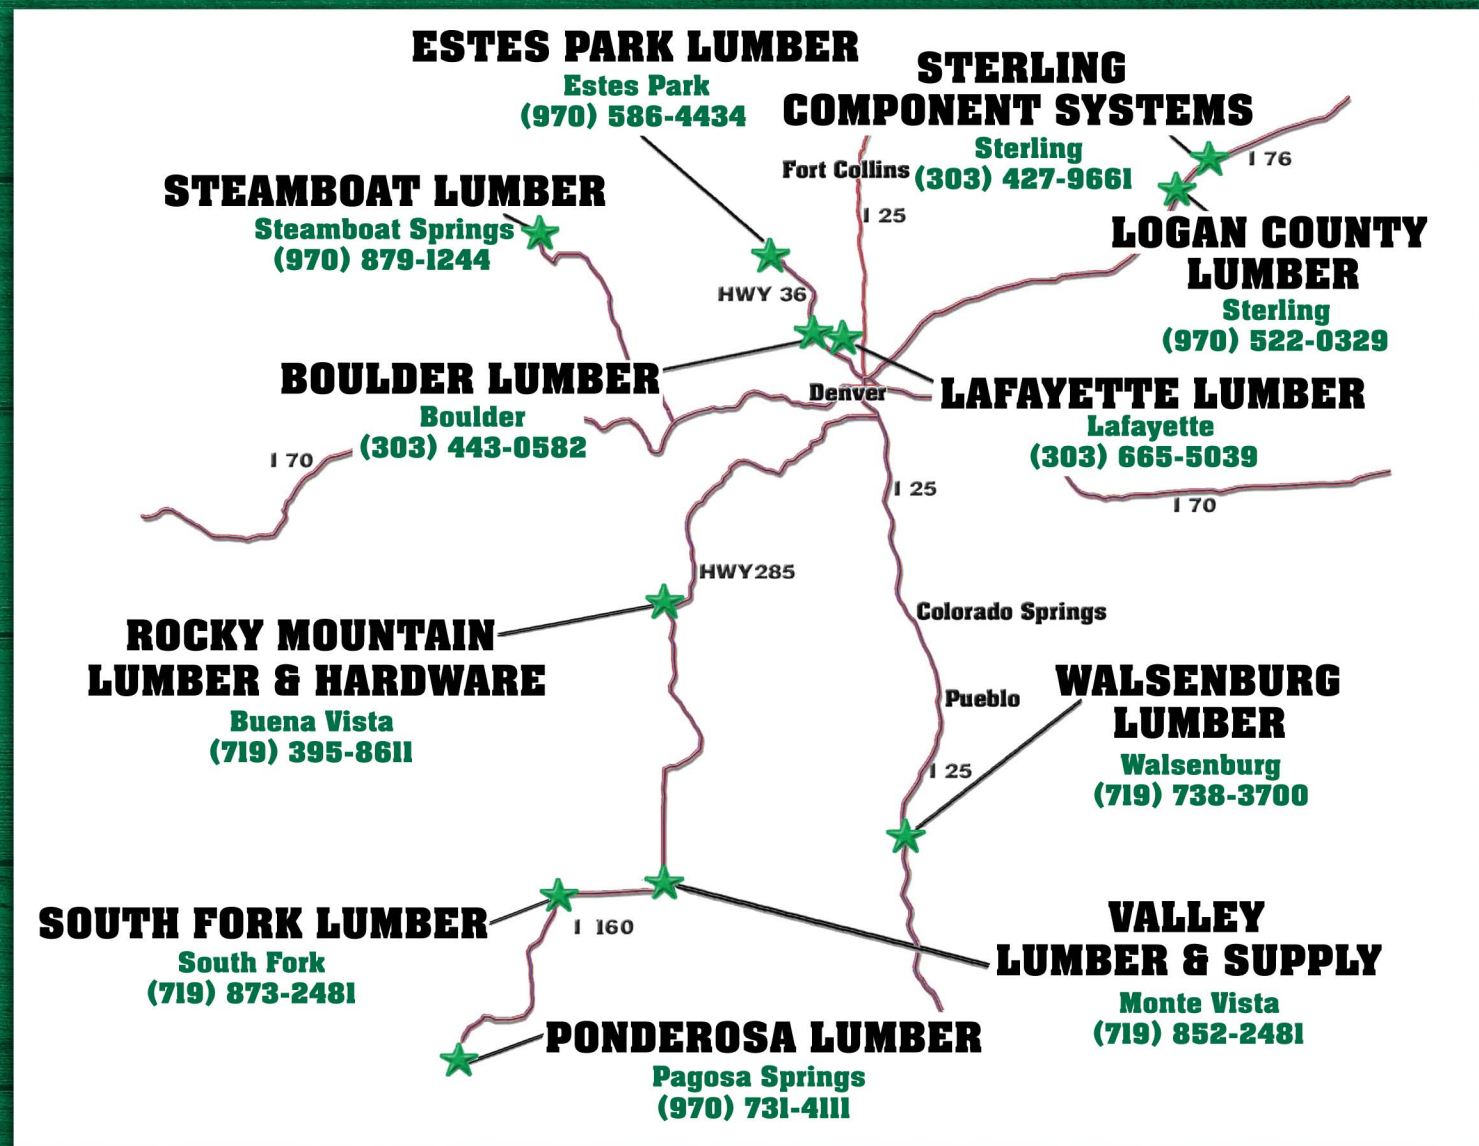 ESTES PARK LUMBER
Estes Park
(970) 586-4434
STERLING
COMPONENT SYSTEMS
Sterling
(303) 427-9661
Fort Collins
I 76
I 25
STEAMBOAT LUMBER
Steamboat Springs
(970) 879-1244
LOGAN COUNTY
LUMBER
Sterling
(970) 522-0329
HWY 36
BOULDER LUMBER
Boulder
(303) 443-0582
Denver
LAFAYETTE LUMBER
Lafayette
(303) 665-5039
I 70
I 25
I 70
HWY285
Colorado Springs
ROCKY MOUNTAIN
LUMBER & HARDWARE
Buena Vista
(719) 395-8611
Pueblo
WALSENBURG
LUMBER
Walsenburg
(719) 738-3700
I 25
SOUTH FORK LUMBER
South Fork
(719) 873-2481
I 160
VALLEY
LUMBER & SUPPLY
Monte Vista
(719) 852-2481
PONDEROSA LUMBER
Pagosa Springs
(970) 731-4111